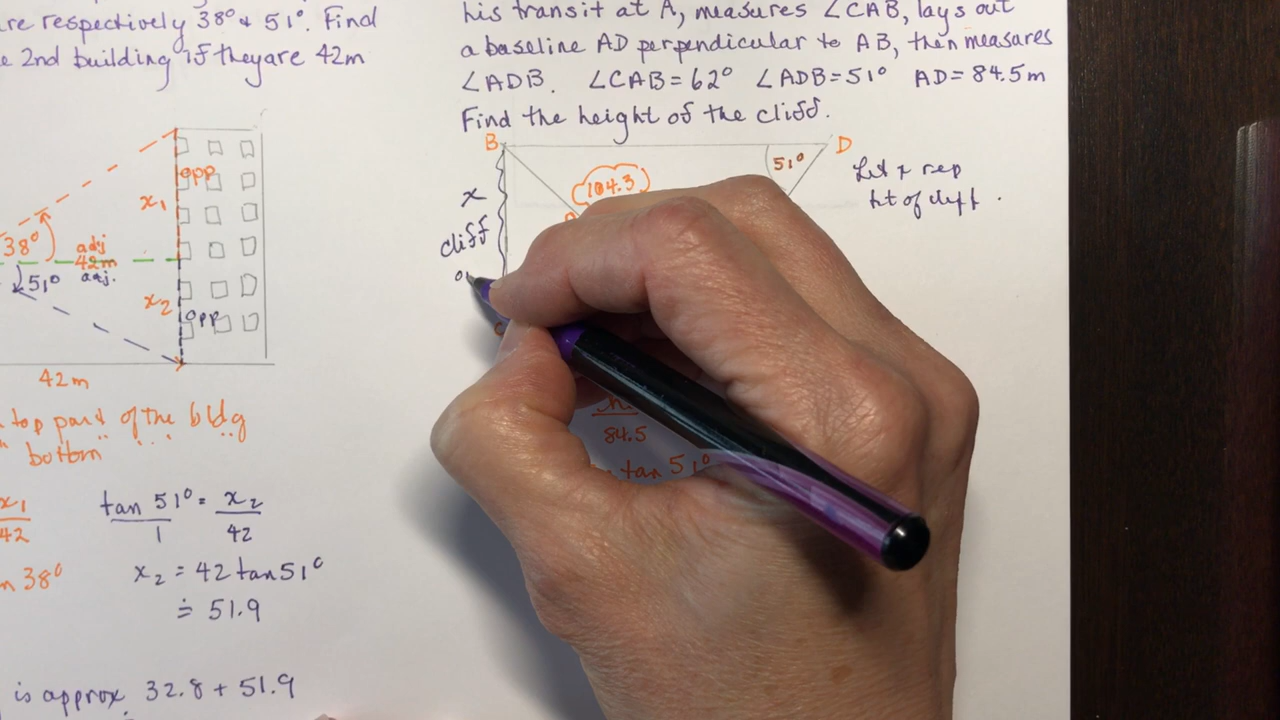 re respectively 38° & 51°. Find
e 2nd building if they are 42m
38°
adj
42m
adj.
51°
x₁
opp
x₂
opp
42m
top part of the bldg
" bottom " " "
x₁
42
n 38°
tan 51° = x₂
1 42
x₂ = 42 tan 51°
≐ 51.9
is approx. 32.8 + 51.9
his transit at A, measures ∠CAB, lays out
a baseline AD perpendicular to AB, then measures
∠ADB. ∠CAB = 62° ∠ADB = 51° AD = 84.5m
Find the height of the cliff.
B
D
51°
104.3
x
cliff
Let x rep
ht of cliff.
84.5
tan 51°